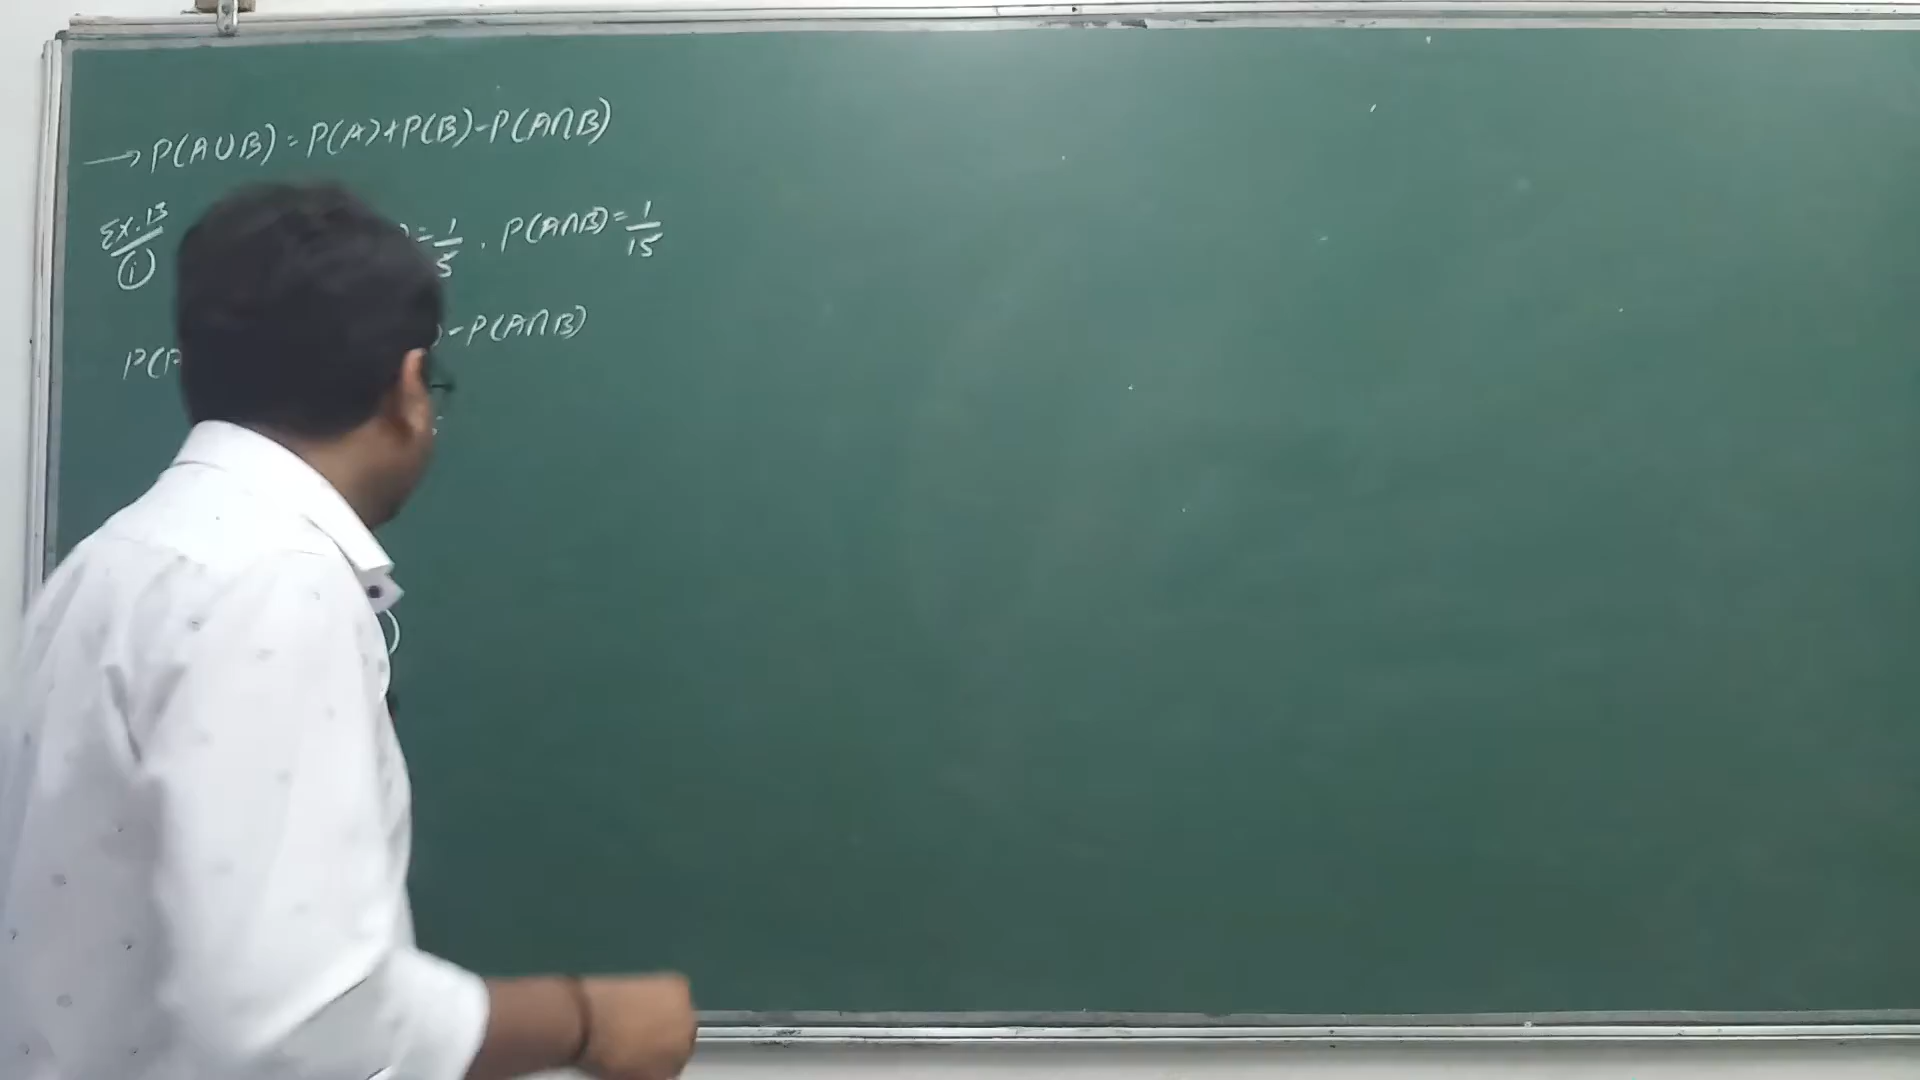 → P(A∪B) = P(A)+P(B)-P(A∩B)
Ex.13
(i) ) = 1/5 , P(A∩B) = 1/15
P( ) - P(A∩B)
)